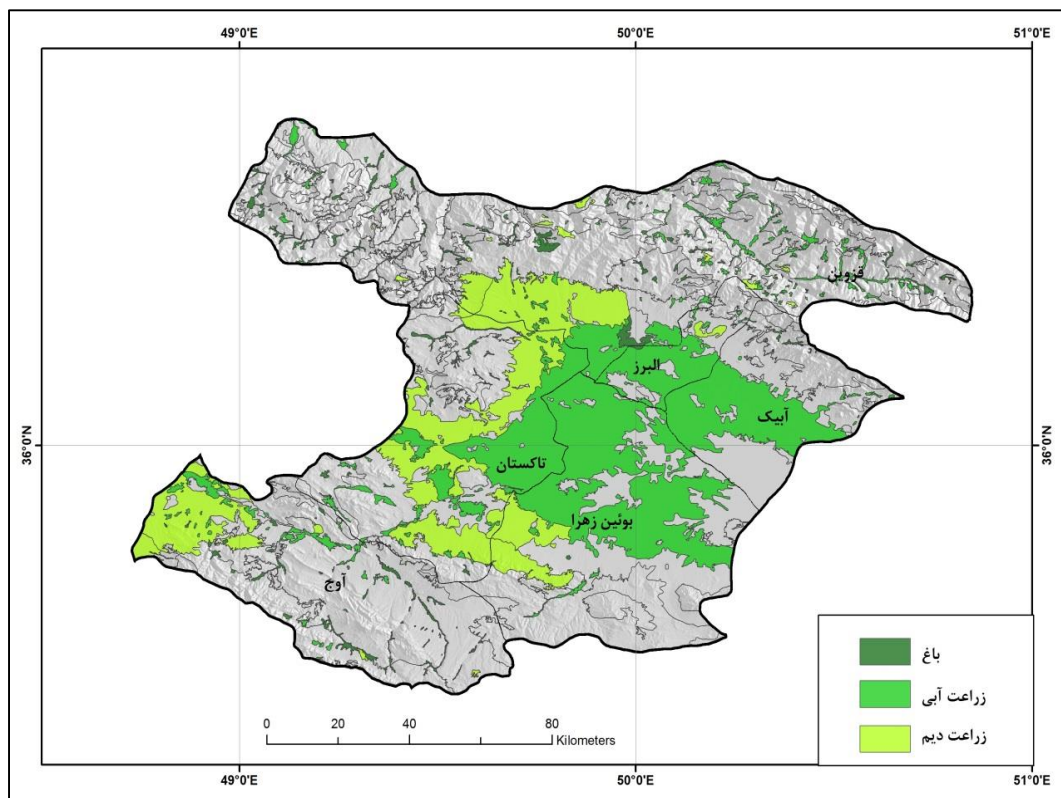 49°0'E
50°0'E
51°0'E
قزوین
البرز
آبیک
36°0'N
36°0'N
تاکستان
بوئین زهرا
آوج
باغ
زراعت آبی
زراعت دیم
0
20
40
80
Kilometers
49°0'E
50°0'E
51°0'E